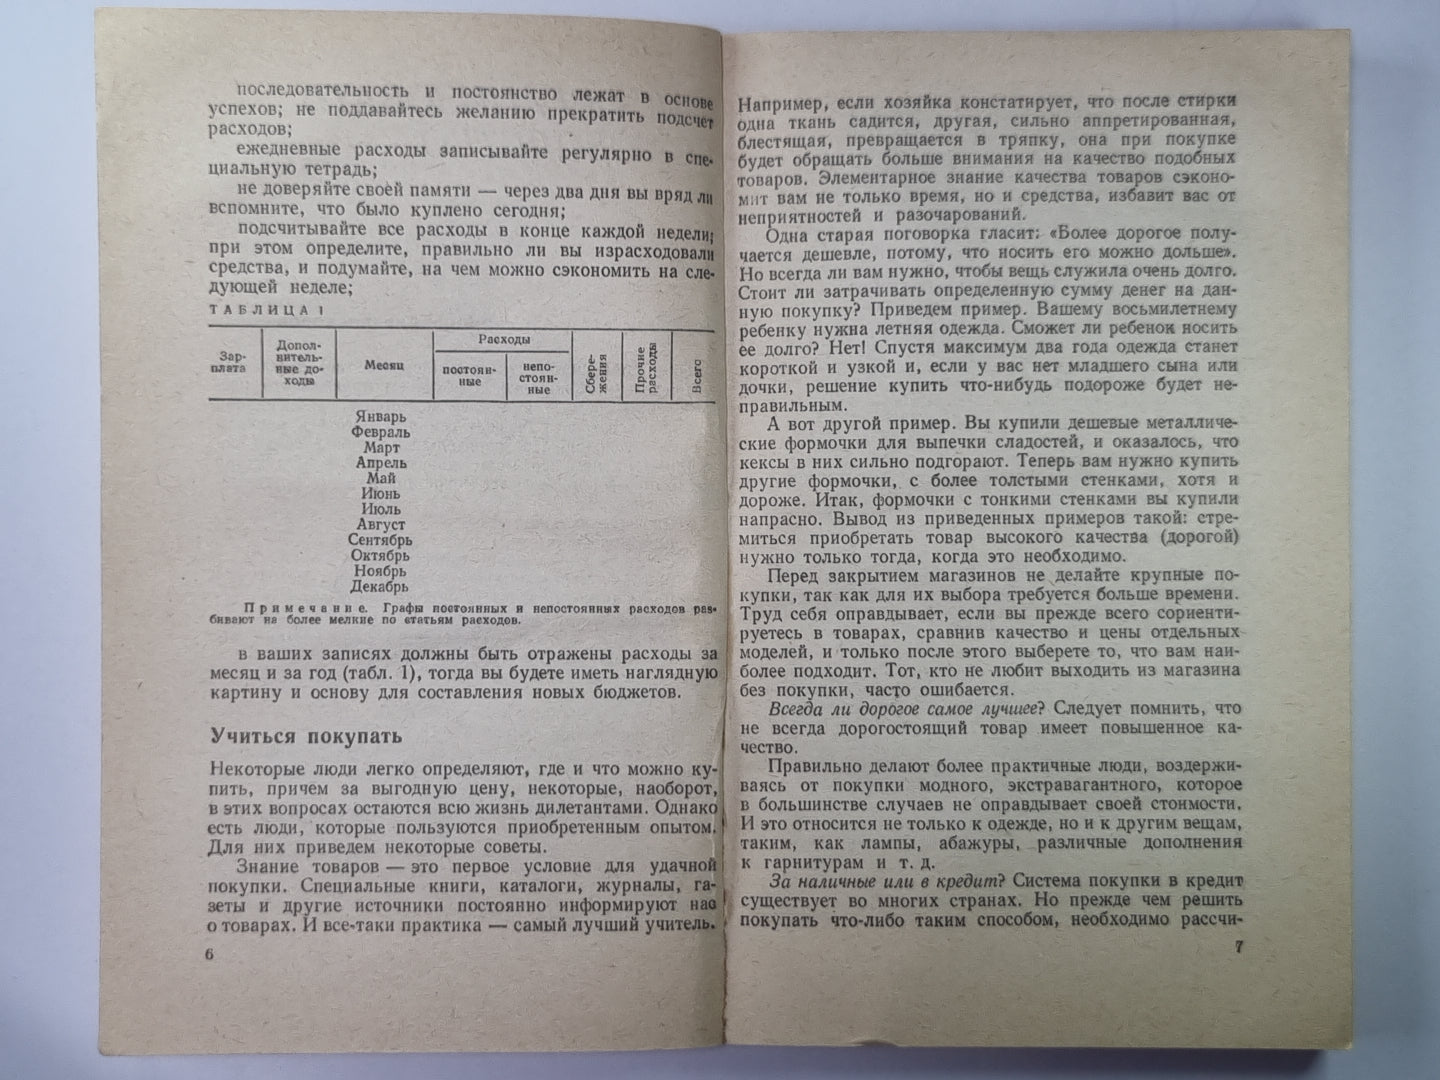 последовательность и постоянство лежат в основе
успехов; не поддавайтесь желанию прекратить подсчет
расходов;
ежедневные расходы записывайте регулярно в спе-
циальную тетрадь;
не доверяйте своей памяти — через два дня вы вряд ли
вспомните, что было куплено сегодня;
подсчитывайте все расходы в конце каждой недели;
при этом определите, правильно ли вы израсходовали
средства, и подумайте, на чем можно сэкономить на сле-
дующей неделе;
ТАБЛИЦА 1
Зар-
плата
Допол-
нитель-
ные до-
ходы
Месяц
Расходы
постоян-
ные
непо-
стоян-
ные
Сбере-
жения
Прочие
расходы
Всего
Январь
Февраль
Март
Апрель
Май
Июнь
Июль
Август
Сентябрь
Октябрь
Ноябрь
Декабрь
Примечание. Графы постоянных и непостоянных расходов раз-
бивают на более мелкие по статьям расходов.
в ваших записях должны быть отражены расходы за
месяц и за год (табл. 1), тогда вы будете иметь наглядную
картину и основу для составления новых бюджетов.
Учиться покупать
Некоторые люди легко определяют, где и что можно ку-
пить, причем за выгодную цену, некоторые, наоборот,
в этих вопросах остаются всю жизнь дилетантами. Однако
есть люди, которые пользуются приобретенным опытом.
Для них приведем некоторые советы.
Знание товаров — это первое условие для удачной
покупки. Специальные книги, каталоги, журналы, га-
зеты и другие источники постоянно информируют нас
о товарах. И все-таки практика — самый лучший учитель.
6
Например, если хозяйка констатирует, что после стирки
одна ткань садится, другая, сильно аппретированная,
блестящая, превращается в тряпку, она при покупке
будет обращать больше внимания на качество подобных
товаров. Элементарное знание качества товаров сэконо-
мит вам не только время, но и средства, избавит вас от
неприятностей и разочарований.
Одна старая поговорка гласит: «Более дорогое полу-
чается дешевле, потому, что носить его можно дольше».
Но всегда ли вам нужно, чтобы вещь служила очень долго.
Стоит ли затрачивать определенную сумму денег на дан-
ную покупку? Приведем пример. Вашему восьмилетнему
ребенку нужна летняя одежда. Сможет ли ребенок носить
ее долго? Нет! Спустя максимум два года одежда станет
короткой и узкой и, если у вас нет младшего сына или
дочки, решение купить что-нибудь подороже будет не-
правильным.
А вот другой пример. Вы купили дешевые металличе-
ские формочки для выпечки сладостей, и оказалось, что
кексы в них сильно подгорают. Теперь вам нужно купить
другие формочки, с более толстыми стенками, хотя и
дороже. Итак, формочки с тонкими стенками вы купили
напрасно. Вывод из приведенных примеров такой: стре-
миться приобретать товар высокого качества (дорогой)
нужно только тогда, когда это необходимо.
Перед закрытием магазинов не делайте крупные по-
купки, так как для их выбора требуется больше времени.
Труд себя оправдывает, если вы прежде всего сориенти-
руетесь в товарах, сравнив качество и цены отдельных
моделей, и только после этого выберете то, что вам наи-
более подходит. Тот, кто не любит выходить из магазина
без покупки, часто ошибается.
Всегда ли дорогое самое лучшее? Следует помнить, что
не всегда дорогостоящий товар имеет повышенное ка-
чество.
Правильно делают более практичные люди, воздержи-
ваясь от покупки модного, экстравагантного, которое
в большинстве случаев не оправдывает своей стоимости.
И это относится не только к одежде, но и к другим вещам,
таким, как лампы, абажуры, различные дополнения
к гарнитурам и т. д.
За наличные или в кредит? Система покупки в кредит
существует во многих странах. Но прежде чем решить
покупать что-либо таким способом, необходимо рассчи-
7